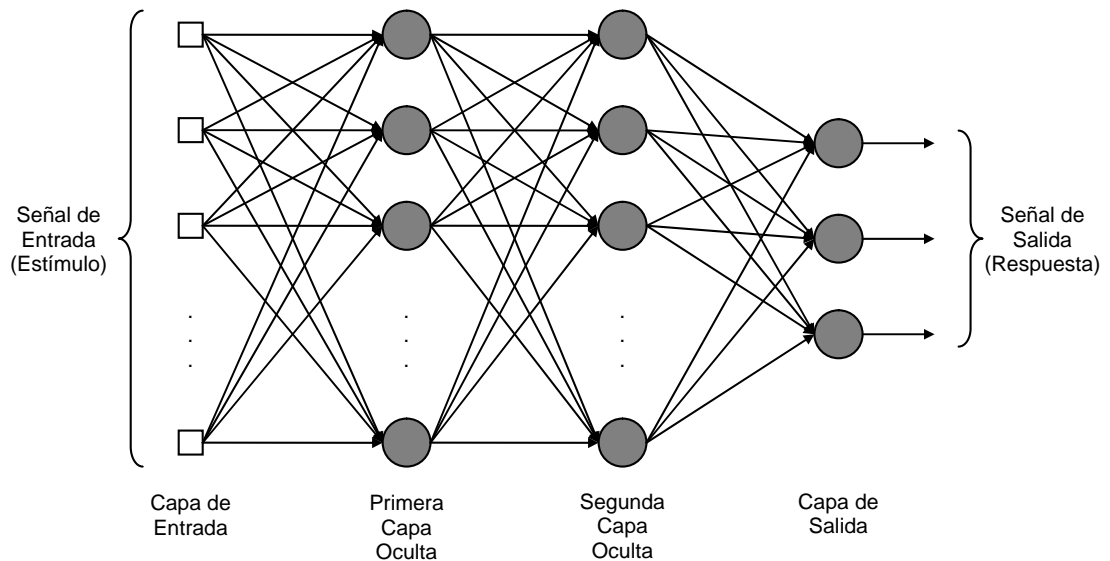 Señal de
Entrada
(Estímulo)
Señal de
Salida
(Respuesta)
.
.
.
.
.
.
.
.
.
Capa de
Entrada
Primera
Capa
Oculta
Segunda
Capa
Oculta
Capa de
Salida